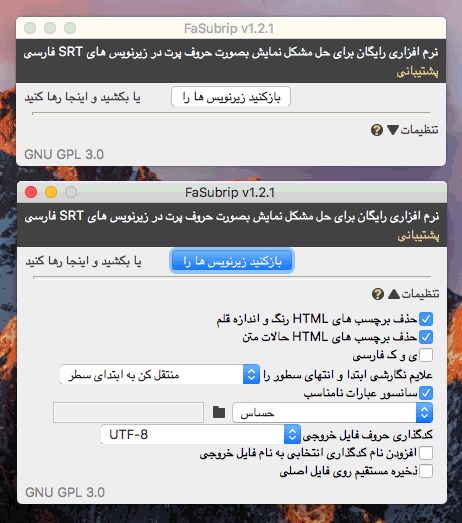 FaSubrip v1.2.1
نرم افزاری رایگان برای حل مشکل نمایش بصورت حروف پرت در زیرنویس های SRT فارسی
پشتیبانی
بازکنید زیرنویس ها را یا بکشید و اینجا رها کنید
تنظیمات ▼ ?
GNU GPL 3.0
FaSubrip v1.2.1
نرم افزاری رایگان برای حل مشکل نمایش بصورت حروف پرت در زیرنویس های SRT فارسی
پشتیبانی
بازکنید زیرنویس ها را یا بکشید و اینجا رها کنید
تنظیمات ▲ ?
حذف برچسب های HTML رنگ و اندازه قلم
حذف برچسب های HTML حالات متن
ی و ک فارسی
علایم نگارشی ابتدا و انتهای سطور را منتقل کن به ابتدای سطر
سانسور عبارات نامناسب
حساس
کدگذاری حروف فایل خروجی UTF-8
افزودن نام کدگذاری انتخابی به نام فایل خروجی
ذخیره مستقیم روی فایل اصلی
GNU GPL 3.0